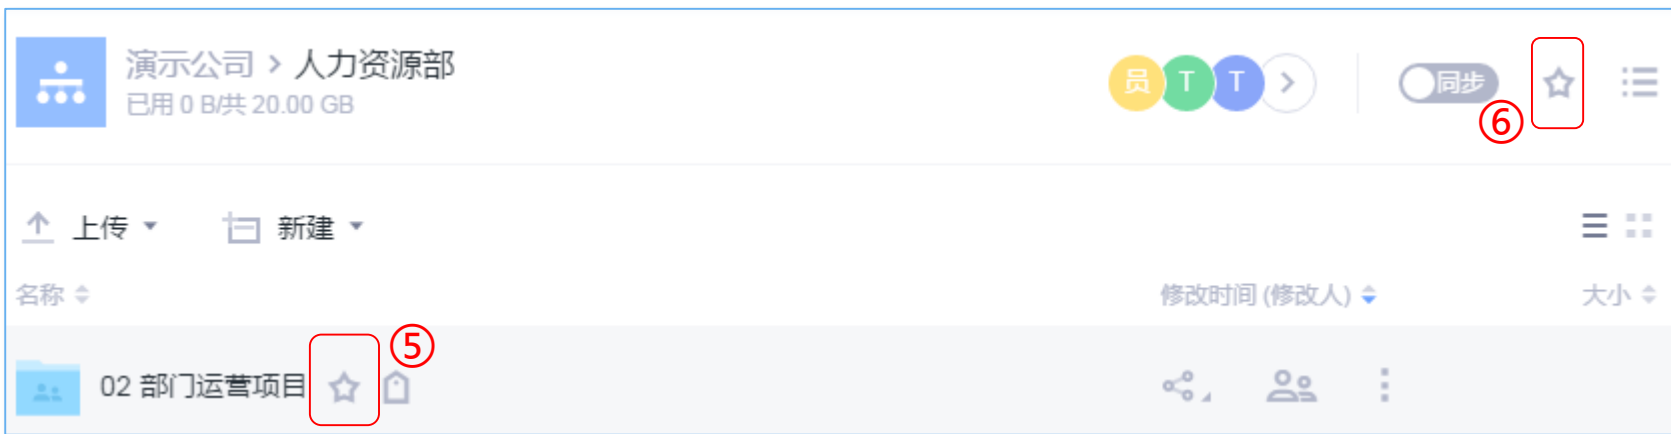 演示公司 > 人力资源部
已用 0 B/共 20.00 GB
员 T T
同步
⑥
上传 新建
名称 修改时间 (修改人) 大小
⑤
02 部门运营项目